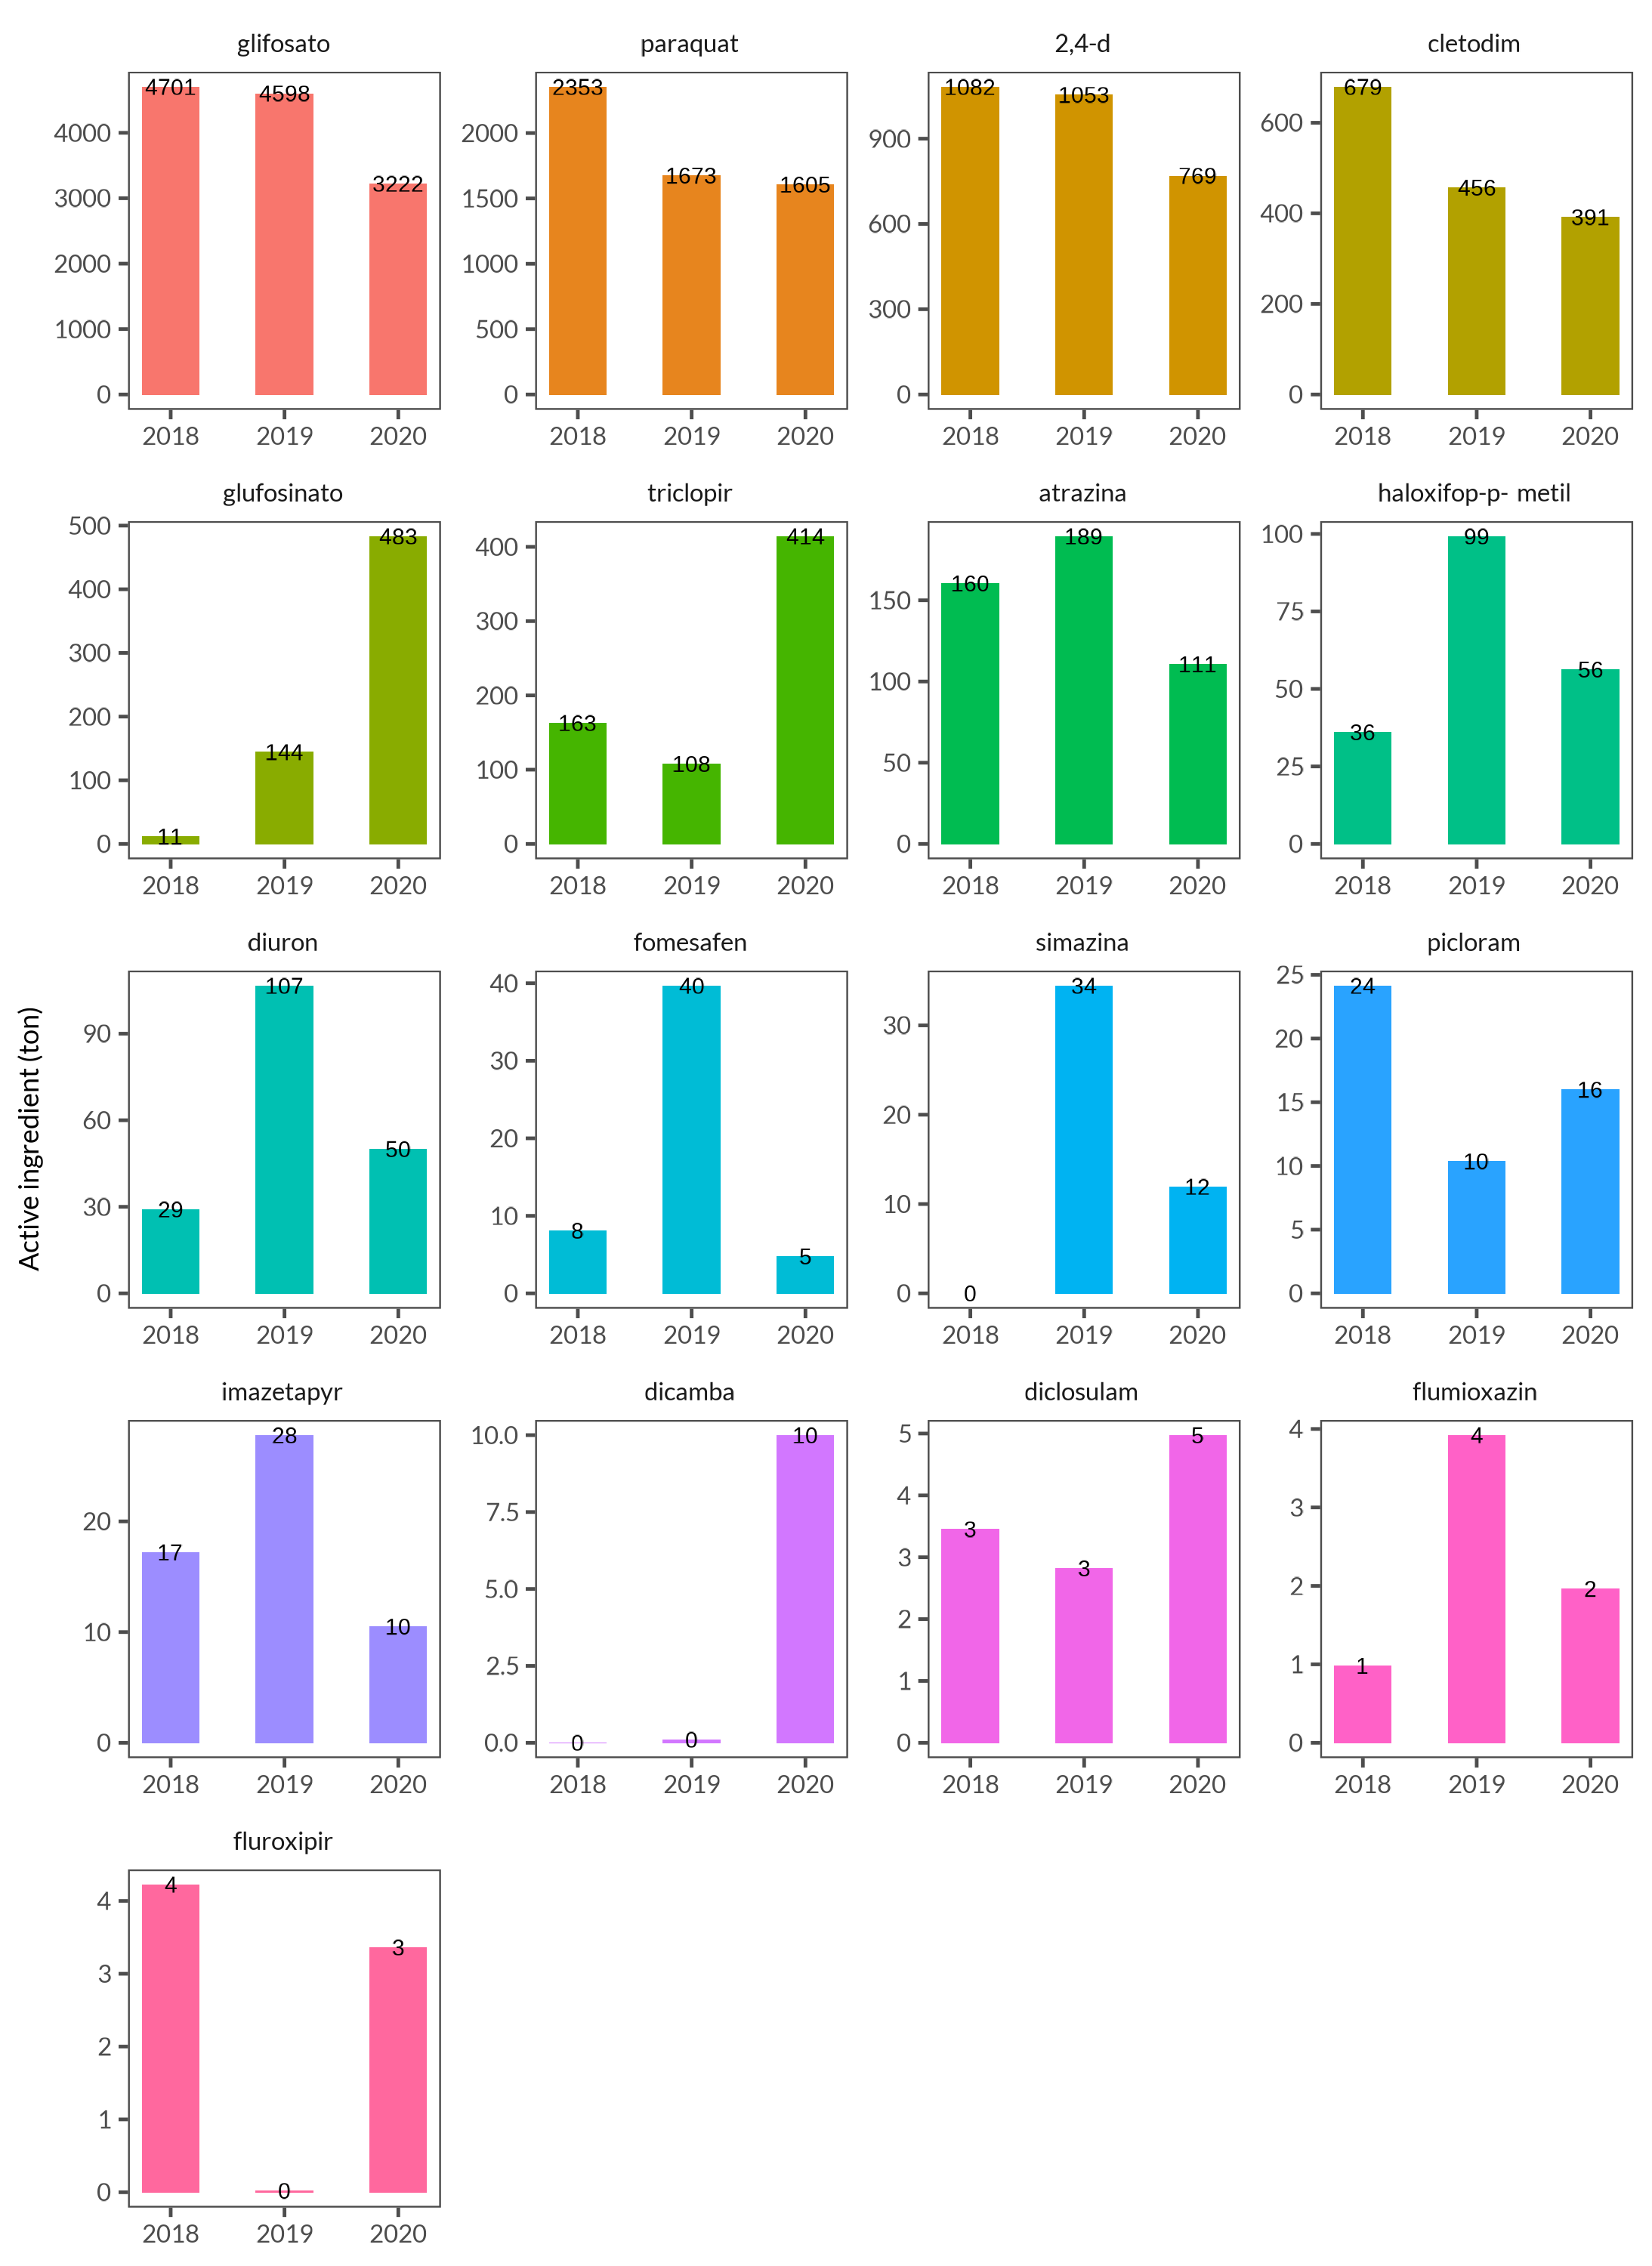 glifosato paraquat 2,4-d cletodim
4701 4598 3222
4000
3000
2000
1000
0
2018 2019 2020
2353 1673 1605
2000
1500
1000
500
0
2018 2019 2020
1082 1053 769
900
600
300
0
2018 2019 2020
679 456 391
600
400
200
0
2018 2019 2020
glufosinato triclopir atrazina haloxifop-p- metil
11 144 483
500
400
300
200
100
0
2018 2019 2020
163 108 414
400
300
200
100
0
2018 2019 2020
160 189 111
150
100
50
0
2018 2019 2020
36 99 56
100
75
50
25
0
2018 2019 2020
Active ingredient (ton)
diuron fomesafen simazina picloram
29 107 50
90
60
30
0
2018 2019 2020
8 40 5
40
30
20
10
0
2018 2019 2020
0 34 12
30
20
10
0
2018 2019 2020
24 10 16
25
20
15
10
5
0
2018 2019 2020
imazetapyr dicamba diclosulam flumioxazin
17 28 10
20
10
0
2018 2019 2020
0 0 10
10.0
7.5
5.0
2.5
0.0
2018 2019 2020
3 3 5
5
4
3
2
1
0
2018 2019 2020
1 4 2
4
3
2
1
0
2018 2019 2020
fluroxipir
4 0 3
4
3
2
1
0
2018 2019 2020